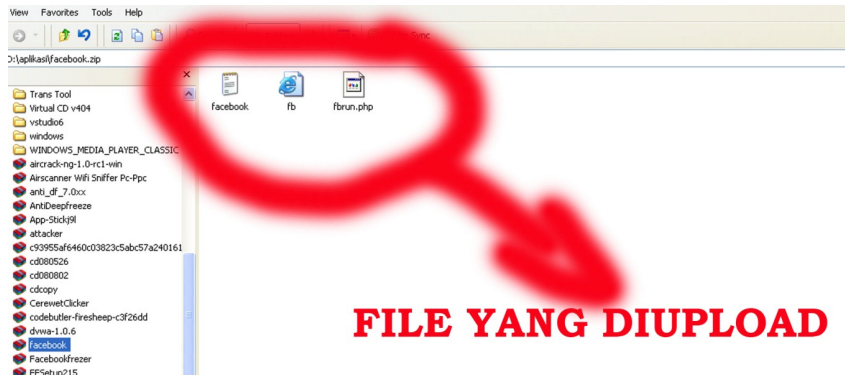 View Favorites Tools Help
Sync
D:\aplikasi\facebook.zip
Trans Tool
Virtual CD v404
vstudio6
windows
WINDOWS_MEDIA_PLAYER_CLASSIC
aircrack-ng-1.0-rc1-win
Airscanner Wifi Sniffer Pc-Ppc
anti_df_7.0xx
AntiDeepfreeze
App-Stickj9l
attacker
c93955af6460c03823c5abc57a240161
cd080526
cd080802
cdcopy
CerewetClicker
codebutler-firesheep-c3f26dd
dvwa-1.0.6
facebook
Facebookfrezer
FFSetup215
facebook fb fbrun.php
FILE YANG DIUPLOAD